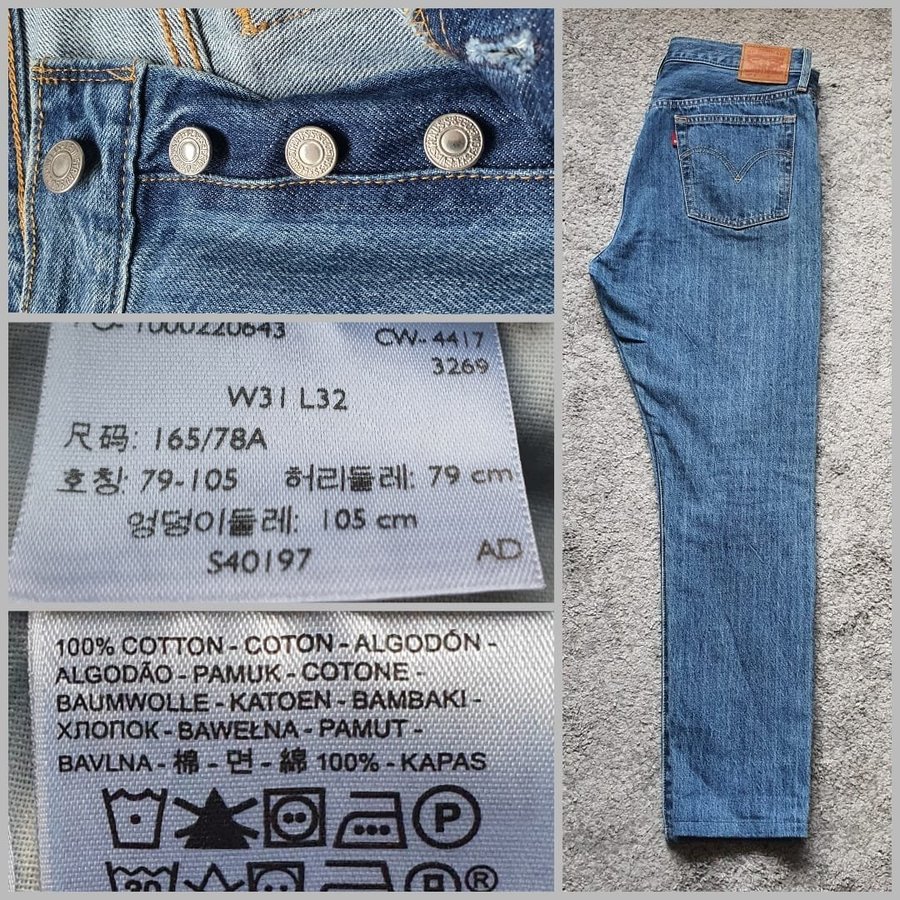 1000220643
CW-4417
3269
W31 L32
尺码: 165/78A
호칭: 79-105 허리둘레: 79 cm
엉덩이둘레: 105 cm
S40197
AD
100% COTTON - COTON - ALGODÓN -
ALGODÃO - PAMUK - COTONE -
BAUMWOLLE - KATOEN - BAMBAKI -
ХЛОПОК - BAWEŁNA - PAMUT -
BAVLNA - 棉 - 면 - 綿 100% - KAPAS
P
®